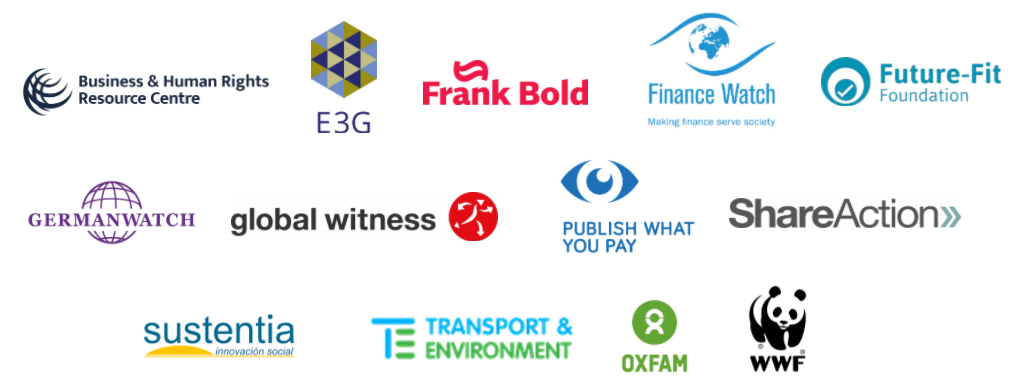 Business & Human Rights
Resource Centre
E3G
Frank Bold
Finance Watch
Making finance serve society
Future-Fit
Foundation
GERMANWATCH
global witness
PUBLISH WHAT
YOU PAY
ShareAction»
sustentia
innovación social
TE TRANSPORT &
ENVIRONMENT
OXFAM
©
®
WWF